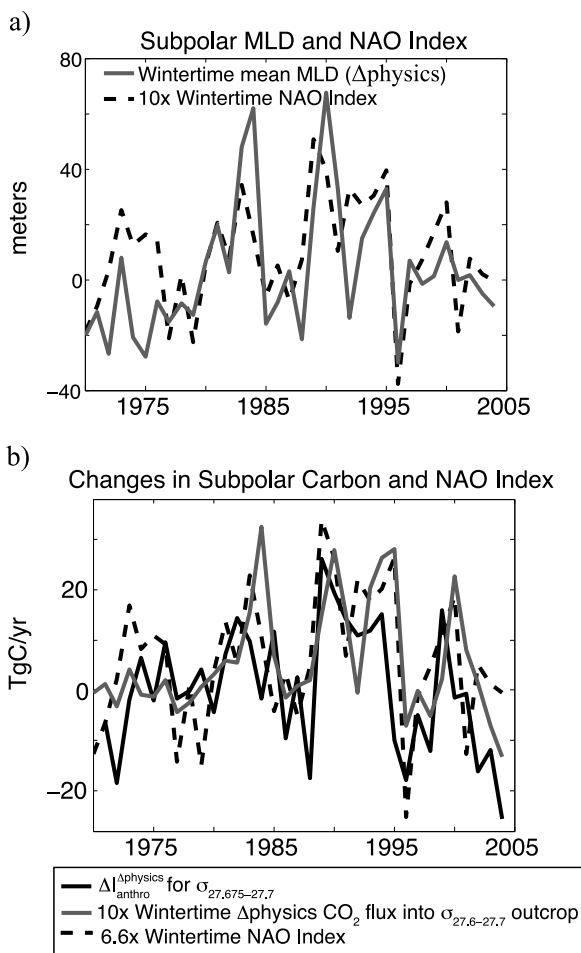 a)
Subpolar MLD and NAO Index
80
Wintertime mean MLD (Δphysics)
10x Wintertime NAO Index
40
meters
0
−40
1975 1985 1995 2005
b)
Changes in Subpolar Carbon and NAO Index
20
TgC/yr
0
−20
1975 1985 1995 2005
ΔI^Δphysics_anthro for σ_27.675−27.7
10x Wintertime Δphysics CO₂ flux into σ_27.6−27.7 outcrop
6.6x Wintertime NAO Index